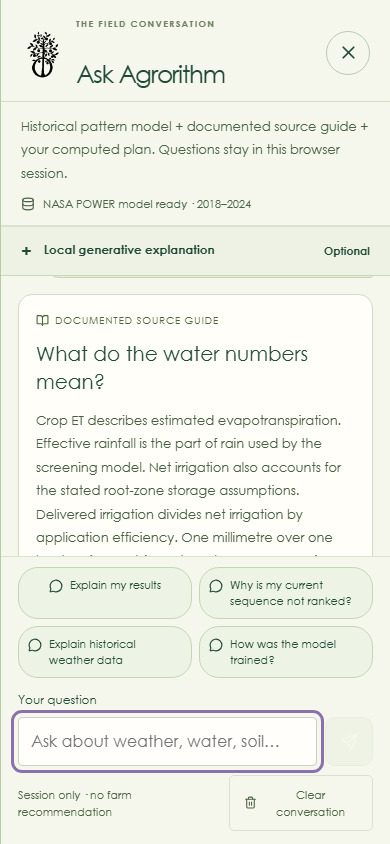 THE FIELD CONVERSATION
Ask Agrorithm
Historical pattern model + documented source guide +
your computed plan. Questions stay in this browser
session.
NASA POWER model ready · 2018–2024
+ Local generative explanation
Optional
DOCUMENTED SOURCE GUIDE
What do the water numbers
mean?
Crop ET describes estimated evapotranspiration.
Effective rainfall is the part of rain used by the
screening model. Net irrigation also accounts for
the stated root-zone storage assumptions.
Delivered irrigation divides net irrigation by
application efficiency. One millimetre over one
Explain my results
Why is my current
sequence not ranked?
Explain historical
weather data
How was the model
trained?
Your question
Ask about weather, water, soil…
Session only · no farm
recommendation
Clear
conversation